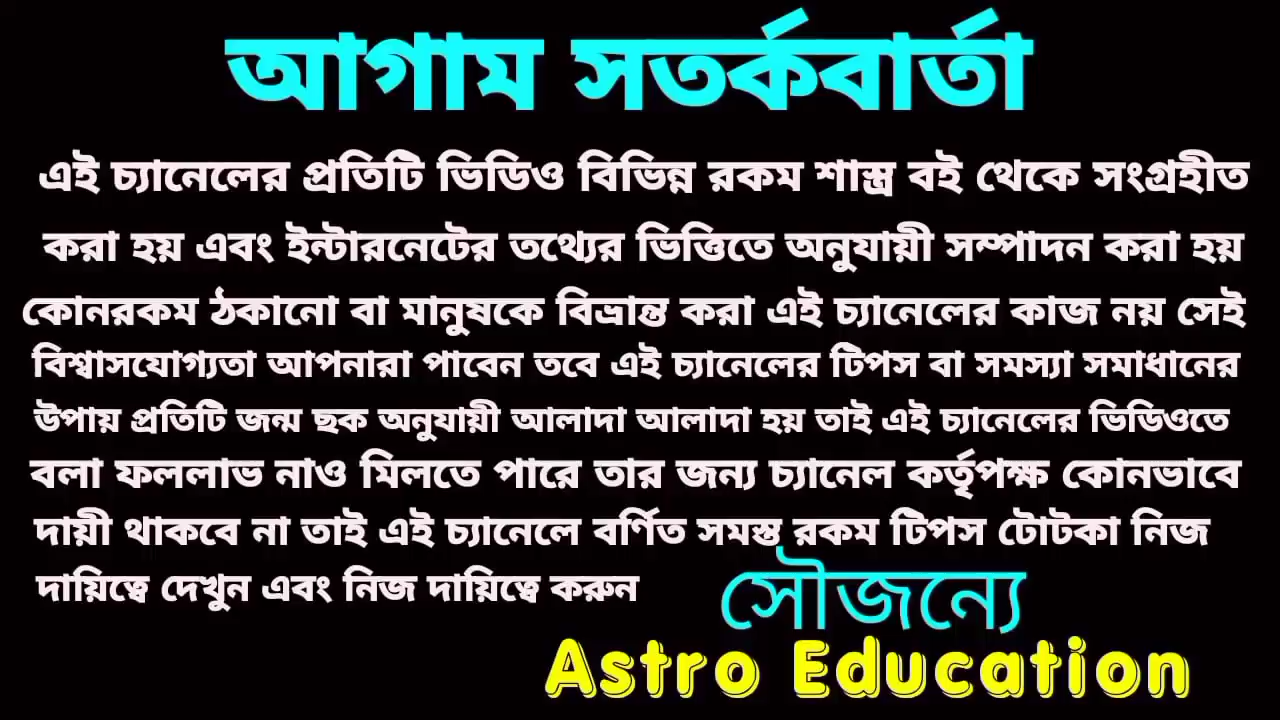 আগাম সতর্কবার্তা
এই চ্যানেলের প্রতিটি ভিডিও বিভিন্ন রকম শাস্ত্র বই থেকে সংগ্রহীত
করা হয় এবং ইন্টারনেটের তথ্যের ভিত্তিতে অনুযায়ী সম্পাদন করা হয়
কোনরকম ঠকানো বা মানুষকে বিভ্রান্ত করা এই চ্যানেলের কাজ নয় সেই
বিশ্বাসযোগ্যতা আপনারা পাবেন তবে এই চ্যানেলের টিপস বা সমস্যা সমাধানের
উপায় প্রতিটি জন্ম ছক অনুযায়ী আলাদা আলাদা হয় তাই এই চ্যানেলের ভিডিওতে
বলা ফললাভ নাও মিলতে পারে তার জন্য চ্যানেল কর্তৃপক্ষ কোনভাবে
দায়ী থাকবে না তাই এই চ্যানেলে বর্ণিত সমস্ত রকম টিপস টোটকা নিজ
দায়িত্বে দেখুন এবং নিজ দায়িত্বে করুন
সৌজন্যে
Astro Education